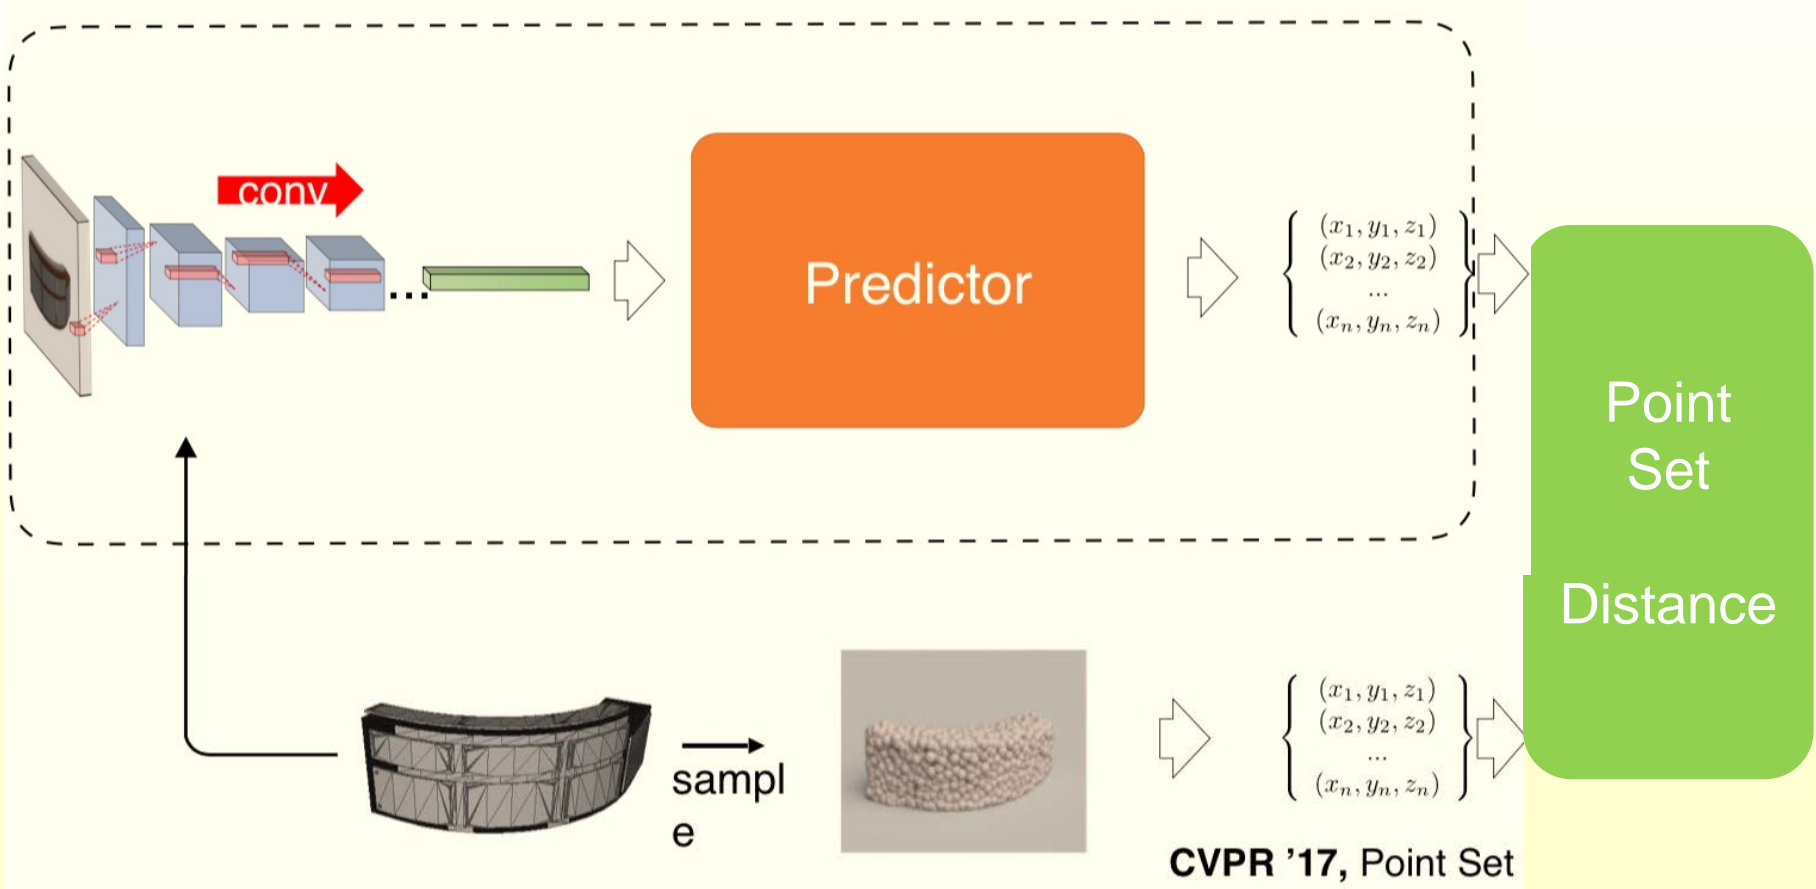 conv
...
Predictor
(x₁, y₁, z₁)
(x₂, y₂, z₂)
...
(xₙ, yₙ, zₙ)
Point
Set
Distance
sampl
e
(x₁, y₁, z₁)
(x₂, y₂, z₂)
...
(xₙ, yₙ, zₙ)
CVPR ’17, Point Set